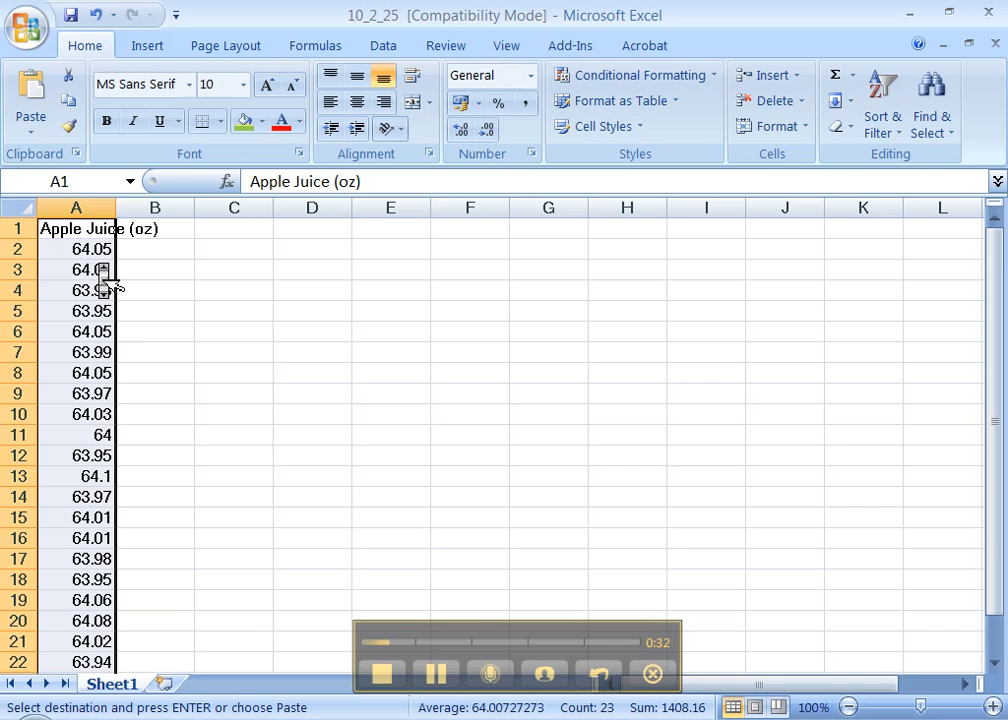 10_2_25 [Compatibility Mode] - Microsoft Excel
Home Insert Page Layout Formulas Data Review View Add-Ins Acrobat
MS Sans Serif 10 General Conditional Formatting Insert Σ
Paste Format as Table Delete Sort & Filter Find & Select
B I U A % , Cell Styles Format
Clipboard Font Alignment Number Styles Cells Editing
A1 fx Apple Juice (oz)
A B C D E F G H I J K L
1 Apple Juice (oz)
2 64.05
3
4
5 63.95
6 64.05
7 63.99
8 64.05
9 63.97
10 64.03
11 64
12 63.95
13 64.1
14 63.97
15 64.01
16 64.01
17 63.98
18 63.95
19 64.06
20 64.08
21 64.02
22 63.94
0:32
Sheet1
Select destination and press ENTER or choose Paste Average: 64.00727273 Count: 23 Sum: 1408.16 100%